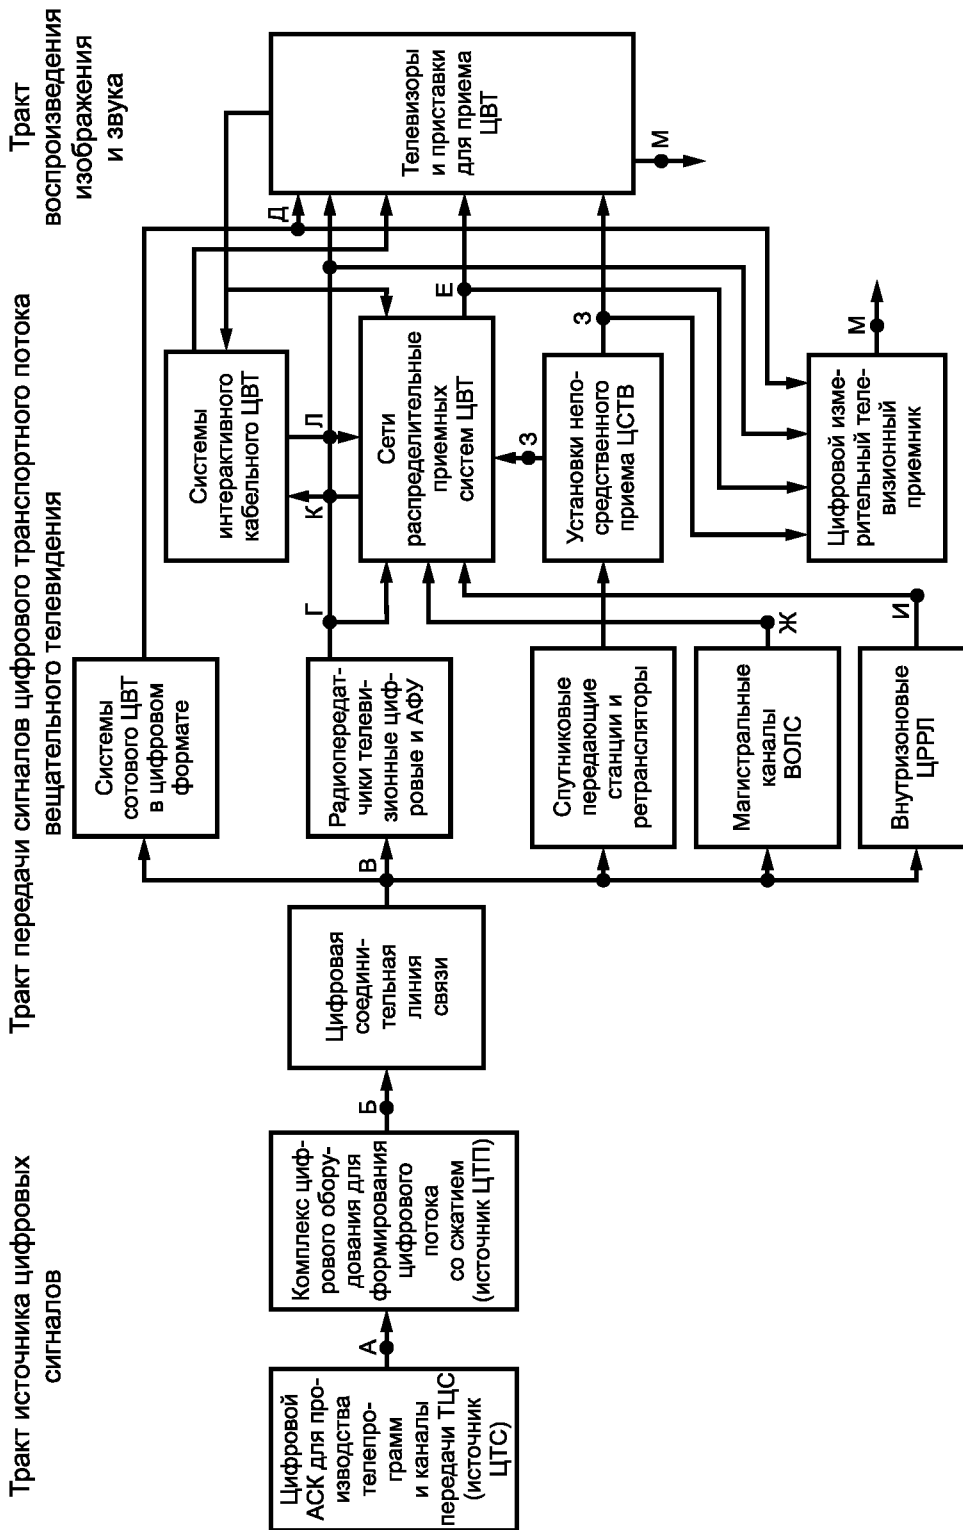 Тракт источника цифровых
сигналов
Тракт передачи сигналов цифрового транспортного потока
вещательного телевидения
Тракт
воспроизведения
изображения
и звука
Цифровой
АСК для про-
изводства
телепро-
грамм
и каналы
передачи ТЦС
(источник
ЦТС)
А
Комплекс циф-
рового обору-
дования для
формирования
цифрового
потока
со сжатием
(источник ЦТП)
Б
Цифровая
соедини-
тельная
линия
связи
В
Системы
сотового ЦВТ
в цифровом
формате
Радиопередат-
чики телеви-
зионные циф-
ровые и АФУ
Спутниковые
передающие
станции и
ретрансляторы
Магистральные
каналы
ВОЛС
Внутризоновые
ЦРРЛ
Г
Ж
И
Системы
интерактивного
кабельного ЦВТ
К
Л
Сети
распределительные
приемных
систем ЦВТ
З
Установки непо-
средственного
приема ЦСТВ
Цифровой изме-
рительный теле-
визионный
приемник
Д
Е
З
М
Телевизоры
и приставки
для приема
ЦВТ
М